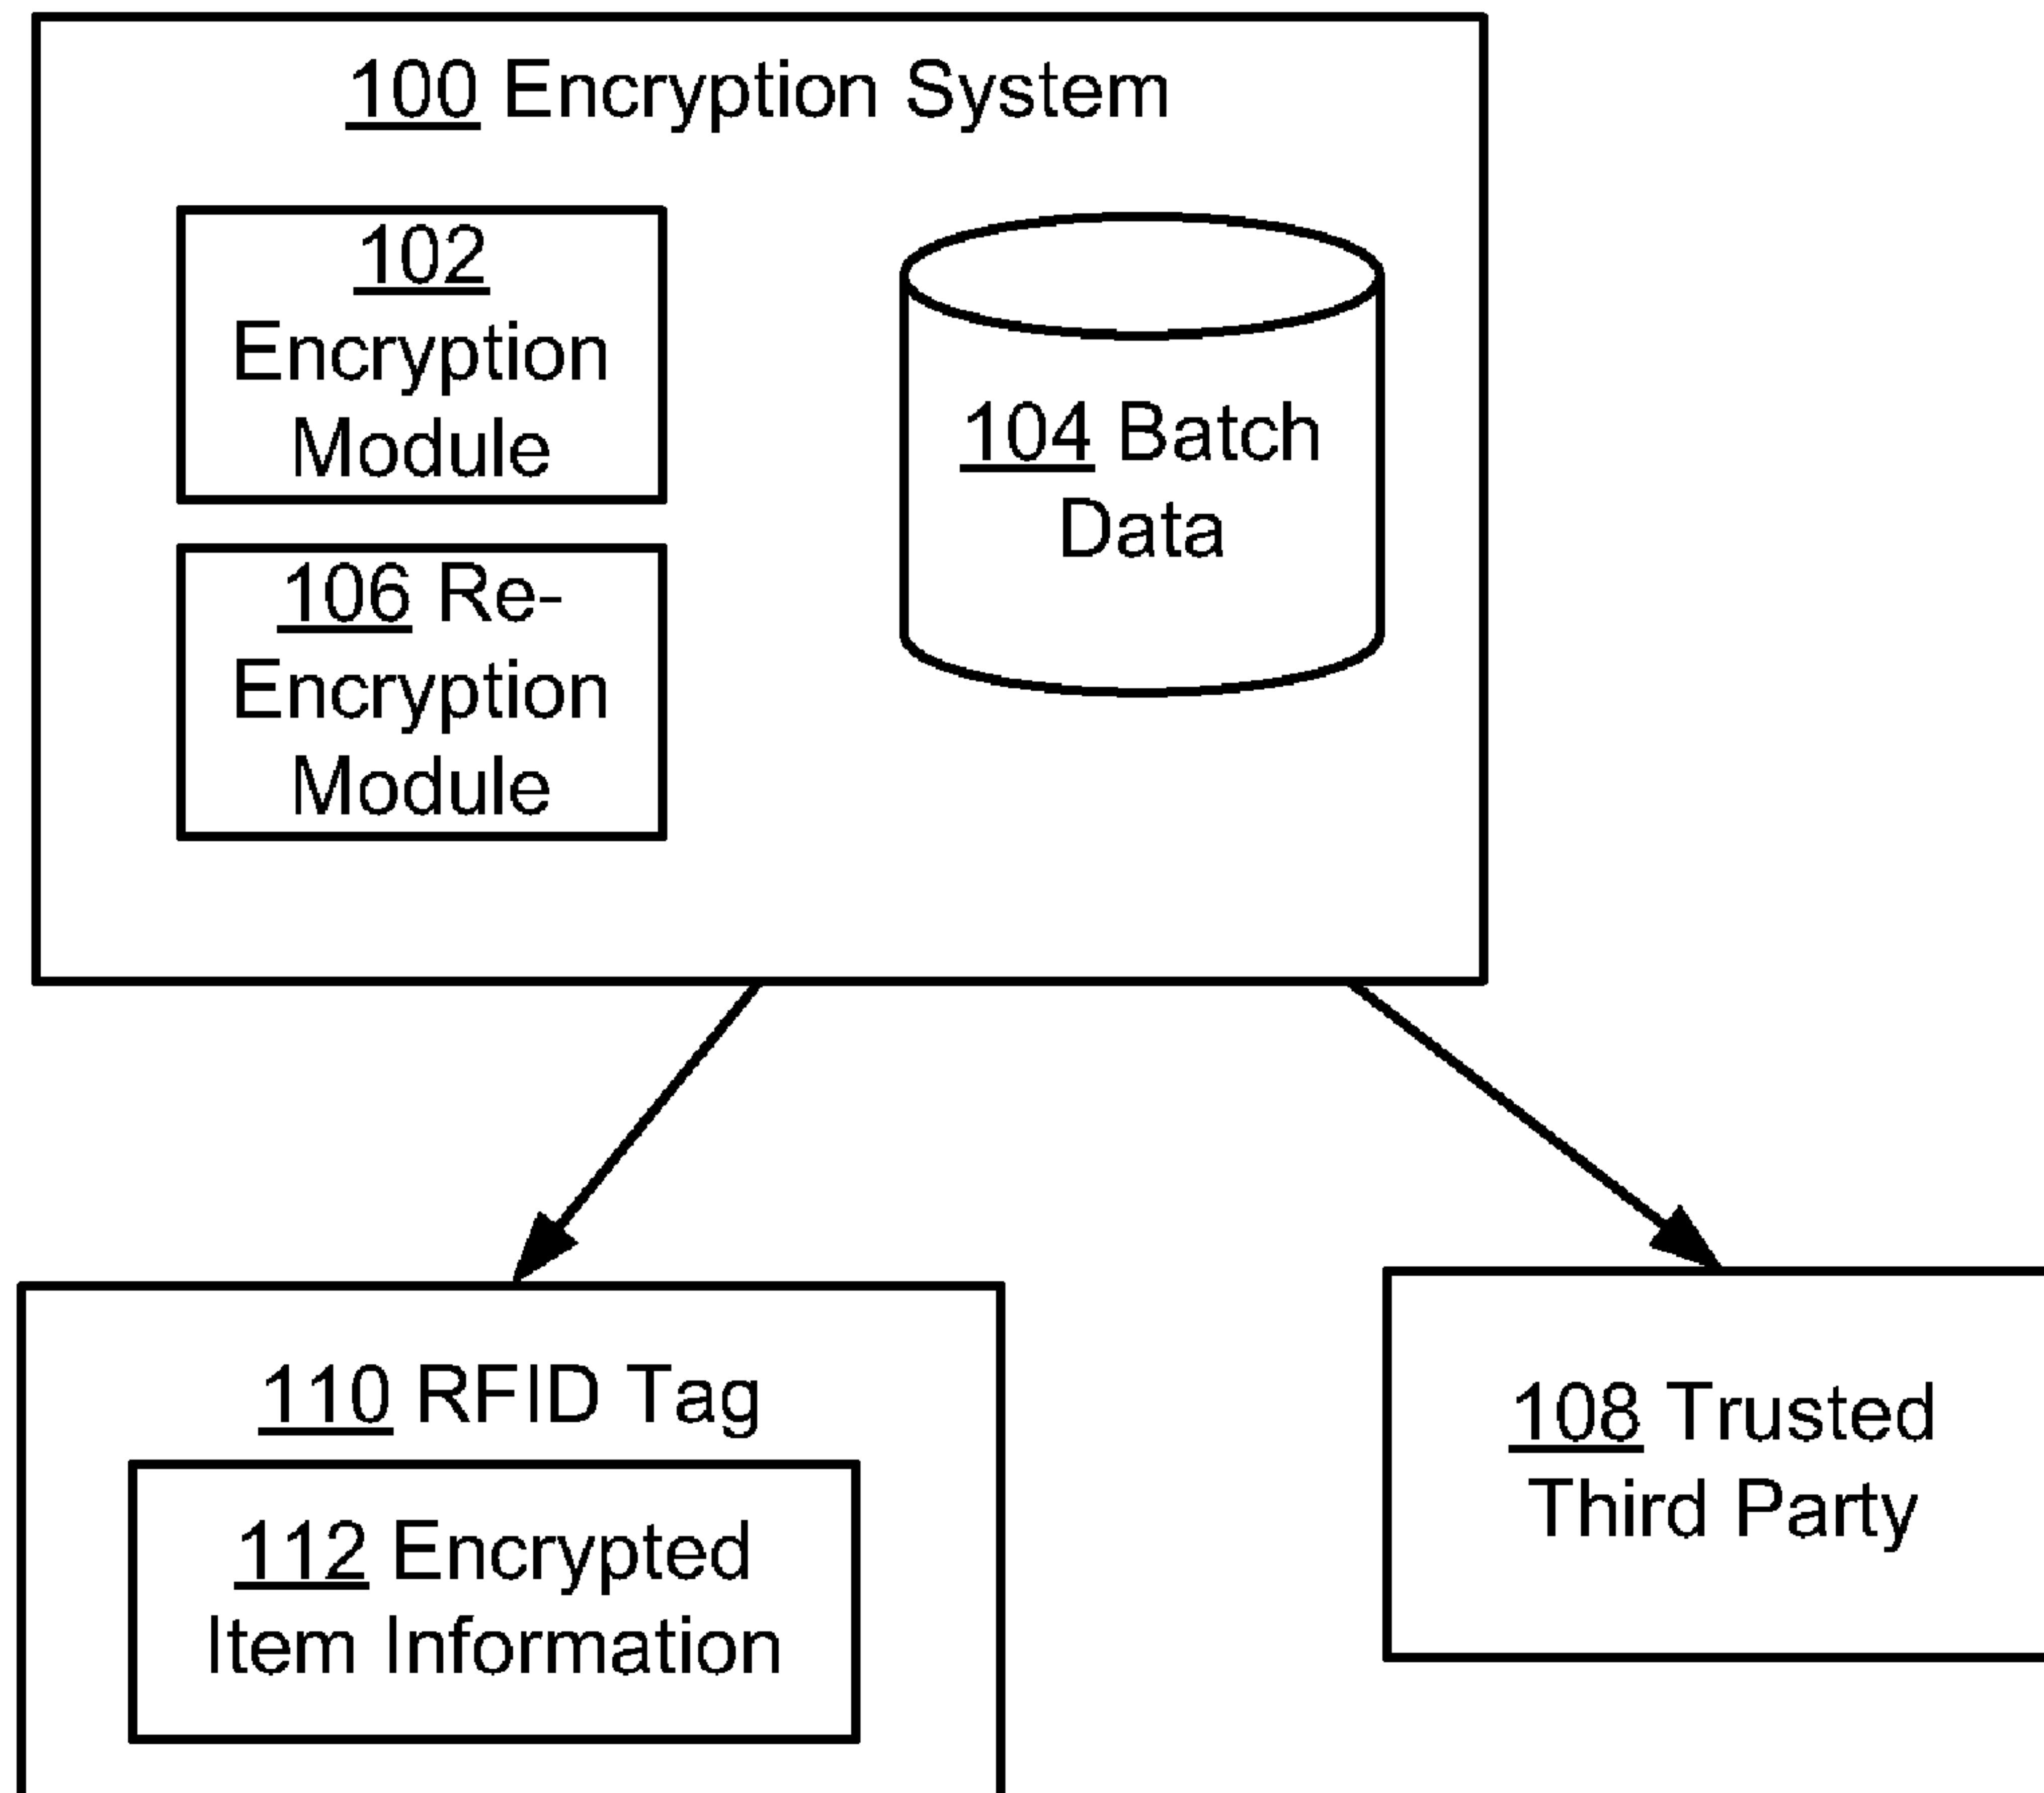 100 Encryption System
102
Encryption
Module
104 Batch
Data
106 Re-
Encryption
Module
110 RFID Tag
112 Encrypted
Item Information
108 Trusted
Third Party